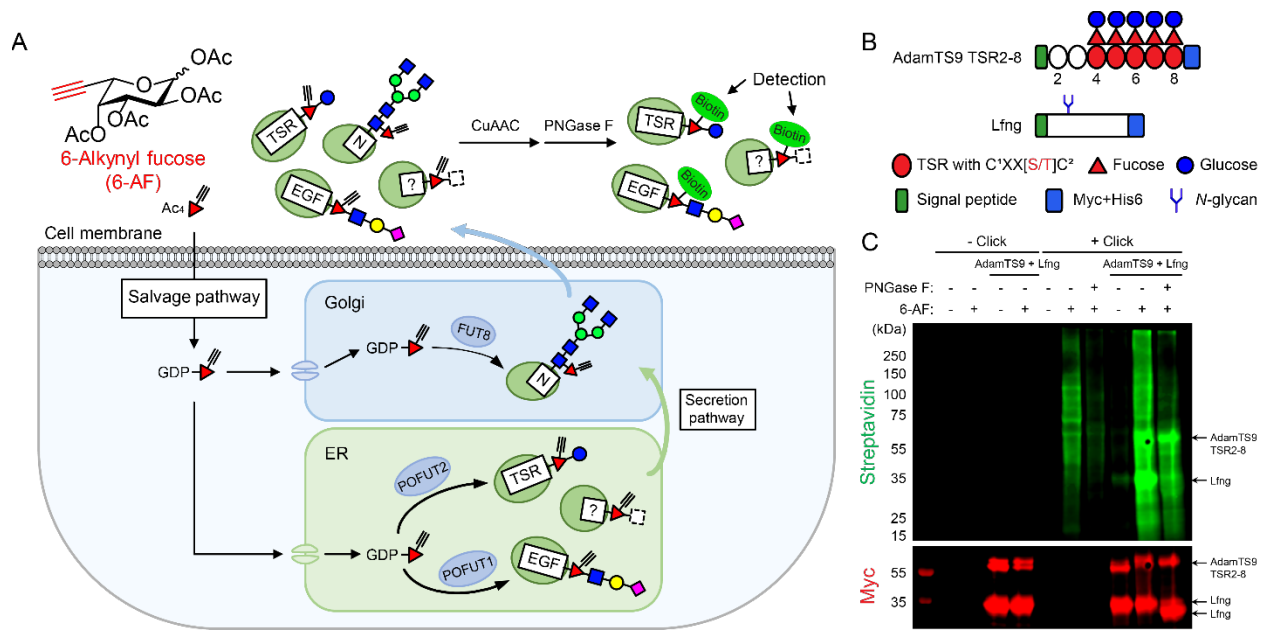 A
OAc
O
OAc
AcO
OAc
6-Alkynyl fucose
(6-AF)
Ac₄
Cell membrane
Salvage pathway
GDP
TSR
N
?
EGF
CuAAC
PNGase F
Detection
Biotin
TSR
Biotin
?
Biotin
EGF
Golgi
GDP
FUT8
N
Secretion
pathway
ER
POFUT2
TSR
?
GDP
POFUT1
EGF
B
AdamTS9 TSR2-8
2 4 6 8
Lfng
TSR with C¹XX[S/T]C² Fucose Glucose
Signal peptide Myc+His6 N-glycan
C
- Click + Click
AdamTS9 + Lfng AdamTS9 + Lfng
PNGase F: - - - - - - + - - +
6-AF: - + - + - + + - + +
(kDa)
250
150
100
75
55
35
25
15
Streptavidin
AdamTS9
TSR2-8
Lfng
55
35
Myc
AdamTS9
TSR2-8
Lfng
Lfng